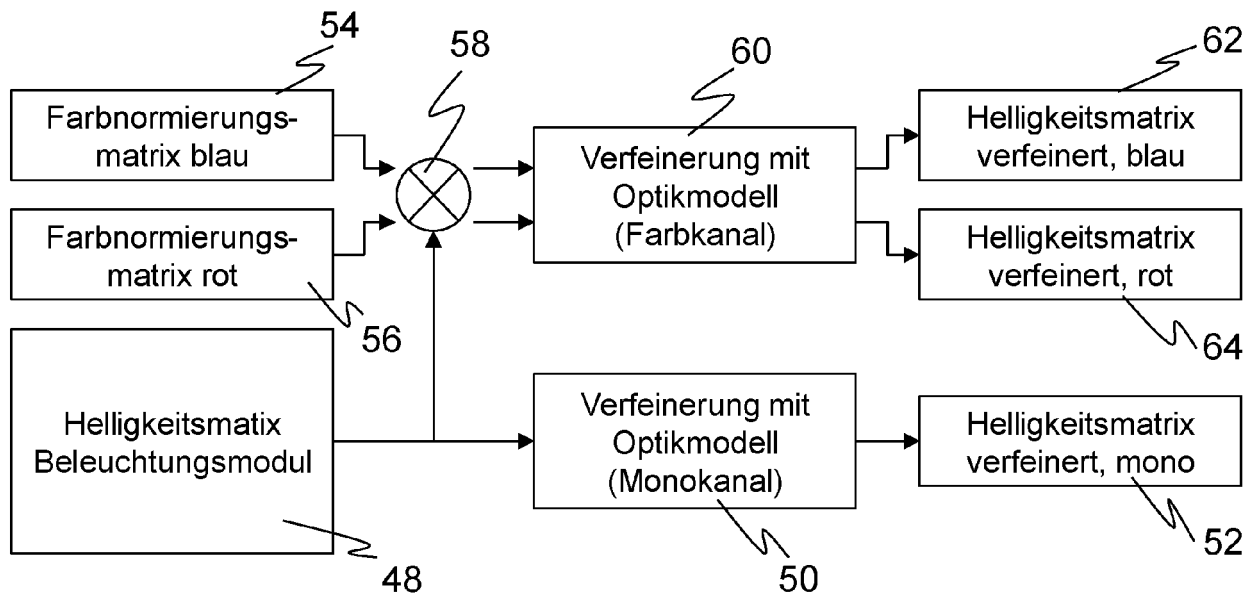 54
Farbnormierungs-
matrix blau
56
Farbnormierungs-
matrix rot
48
Helligkeitsmatix
Beleuchtungsmodul
58
60
Verfeinerung mit
Optikmodell
(Farbkanal)
50
Verfeinerung mit
Optikmodell
(Monokanal)
62
Helligkeitsmatrix
verfeinert, blau
64
Helligkeitsmatrix
verfeinert, rot
52
Helligkeitsmatrix
verfeinert, mono